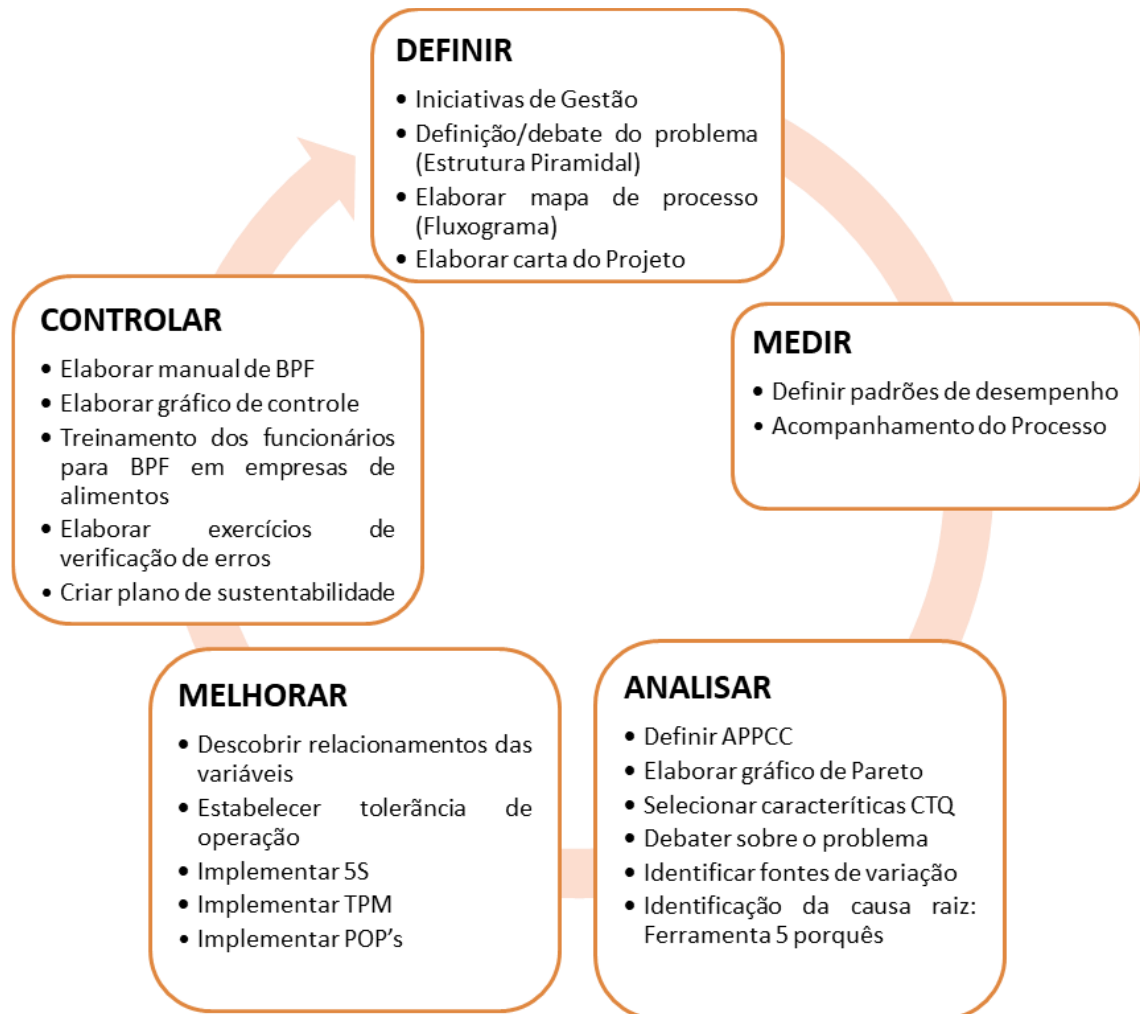 DEFINIR
• Iniciativas de Gestão
• Definição/debate do problema
(Estrutura Piramidal)
• Elaborar mapa de processo
(Fluxograma)
• Elaborar carta do Projeto
MEDIR
• Definir padrões de desempenho
• Acompanhamento do Processo
ANALISAR
• Definir APPCC
• Elaborar gráfico de Pareto
• Selecionar caracteríticas CTQ
• Debater sobre o problema
• Identificar fontes de variação
• Identificação da causa raiz:
Ferramenta 5 porquês
MELHORAR
• Descobrir relacionamentos das
variáveis
• Estabelecer tolerância de
operação
• Implementar 5S
• Implementar TPM
• Implementar POP’s
CONTROLAR
• Elaborar manual de BPF
• Elaborar gráfico de controle
• Treinamento dos funcionários
para BPF em empresas de
alimentos
• Elaborar exercícios de
verificação de erros
• Criar plano de sustentabilidade